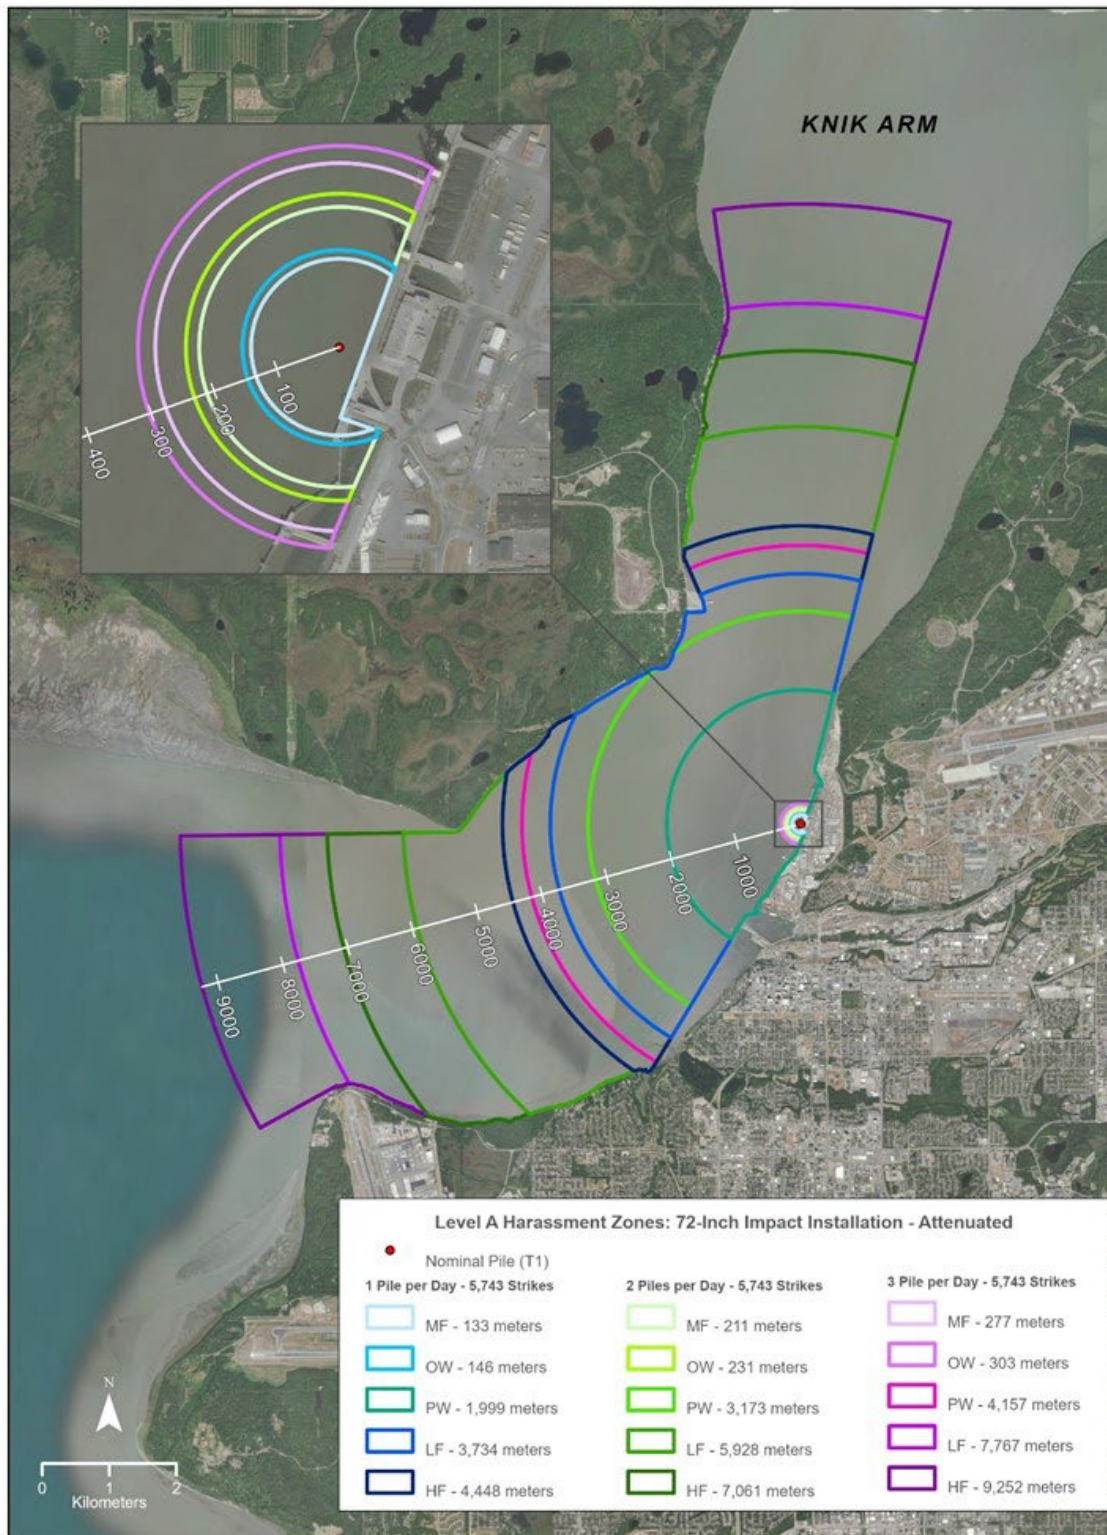 KNIK ARM
100
200
300
400
1000
2000
3000
4000
5000
6000
7000
8000
9000
Level A Harassment Zones: 72-Inch Impact Installation - Attenuated
Nominal Pile (T1)
1 Pile per Day - 5,743 Strikes
MF - 133 meters
OW - 146 meters
PW - 1,999 meters
LF - 3,734 meters
HF - 4,448 meters
2 Piles per Day - 5,743 Strikes
MF - 211 meters
OW - 231 meters
PW - 3,173 meters
LF - 5,928 meters
HF - 7,061 meters
3 Pile per Day - 5,743 Strikes
MF - 277 meters
OW - 303 meters
PW - 4,157 meters
LF - 7,767 meters
HF - 9,252 meters
N
0 1 2
Kilometers